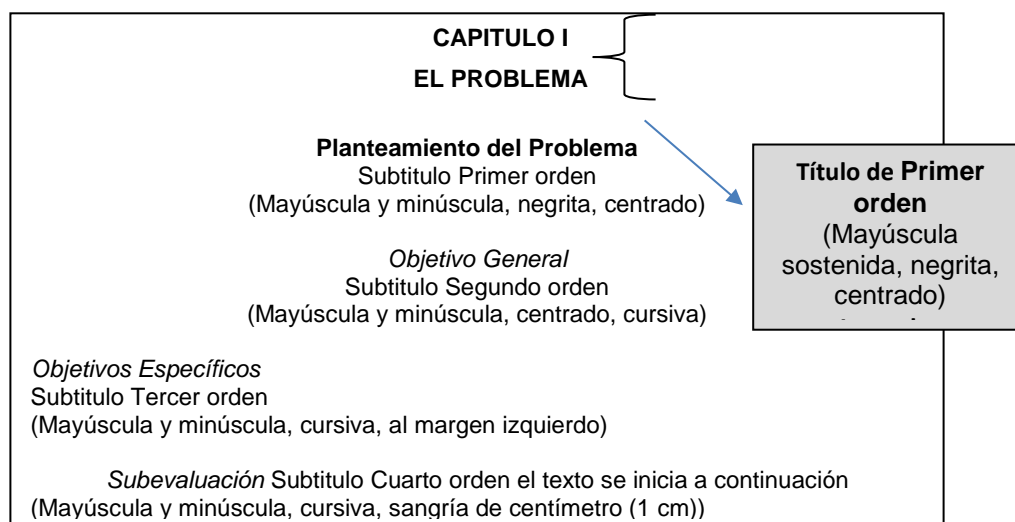 CAPITULO I
EL PROBLEMA
Planteamiento del Problema
Subtitulo Primer orden
(Mayúscula y minúscula, negrita, centrado)
Objetivo General
Subtitulo Segundo orden
(Mayúscula y minúscula, centrado, cursiva)
Título de Primer
orden
(Mayúscula
sostenida, negrita,
centrado)
Objetivos Específicos
Subtitulo Tercer orden
(Mayúscula y minúscula, cursiva, al margen izquierdo)
Subevaluación Subtitulo Cuarto orden el texto se inicia a continuación
(Mayúscula y minúscula, cursiva, sangría de centímetro (1 cm))